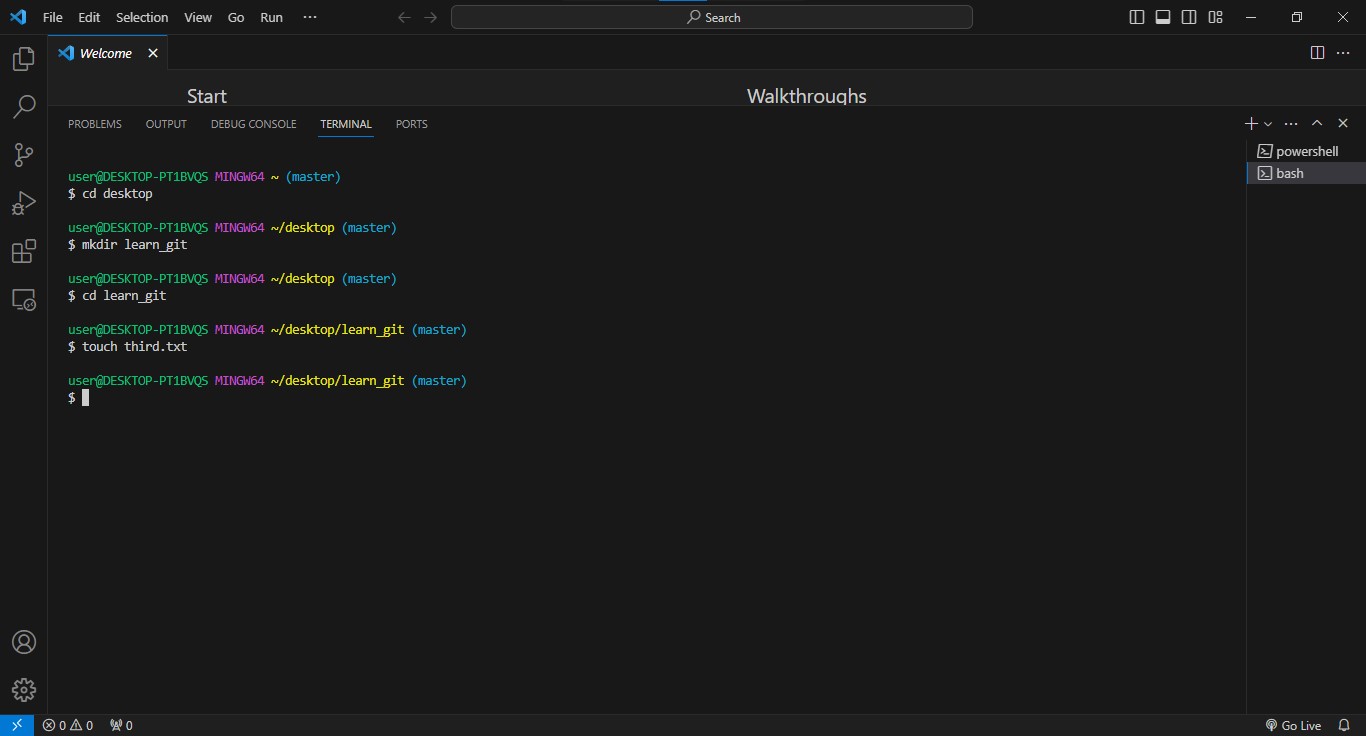 File Edit Selection View Go Run ··· Search
Welcome
Start Walkthroughs
PROBLEMS OUTPUT DEBUG CONSOLE TERMINAL PORTS
powershell
bash
user@DESKTOP-PT1BVQS MINGW64 ~ (master)
$ cd desktop
user@DESKTOP-PT1BVQS MINGW64 ~/desktop (master)
$ mkdir learn_git
user@DESKTOP-PT1BVQS MINGW64 ~/desktop (master)
$ cd learn_git
user@DESKTOP-PT1BVQS MINGW64 ~/desktop/learn_git (master)
$ touch third.txt
user@DESKTOP-PT1BVQS MINGW64 ~/desktop/learn_git (master)
$
0 0 0 Go Live